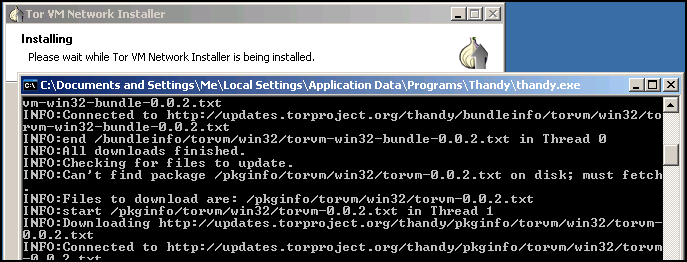 Tor VM Network Installer
Installing
Please wait while Tor VM Network Installer is being installed.
C:\Documents and Settings\Me\Local Settings\Application Data\Programs\Thandy\thandy.exe
vm-win32-bundle-0.0.2.txt
INFO:Connected to http://updates.torproject.org/thandy/bundleinfo/torvm/win32/to
rvm-win32-bundle-0.0.2.txt
INFO:end /bundleinfo/torvm/win32/torvm-win32-bundle-0.0.2.txt in Thread 0
INFO:All downloads finished.
INFO:Checking for files to update.
INFO:Can't find package /pkginfo/torvm/win32/torvm-0.0.2.txt on disk; must fetch
.
INFO:Files to download are: /pkginfo/torvm/win32/torvm-0.0.2.txt
INFO:start /pkginfo/torvm/win32/torvm-0.0.2.txt in Thread 1
INFO:Downloading http://updates.torproject.org/thandy/pkginfo/torvm/win32/torvm-
0.0.2.txt
INFO:Connected to http://updates.torproject.org/thandy/pkginfo/torvm/win32/torvm
-0.0.2.txt